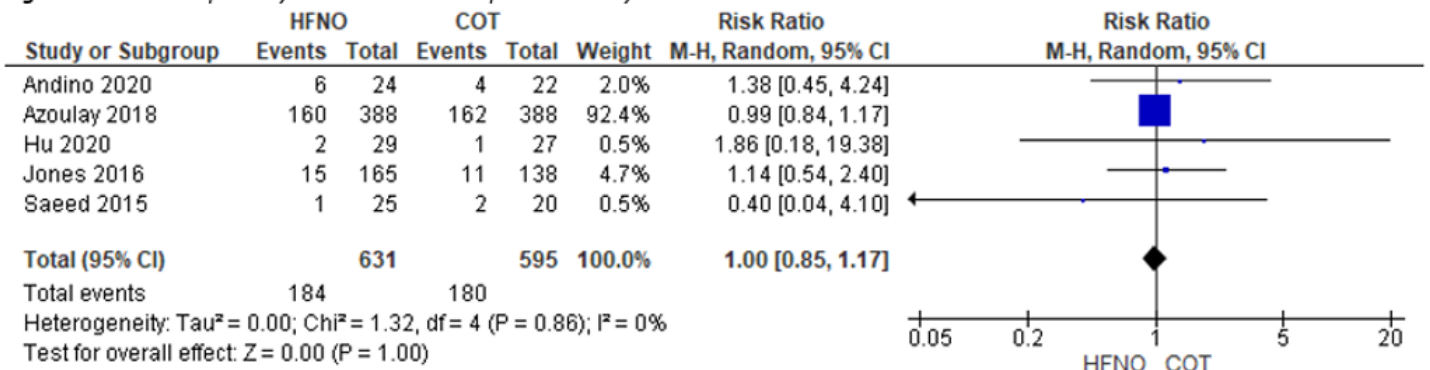 HFNO COT Risk Ratio Risk Ratio
Study or Subgroup Events Total Events Total Weight M-H, Random, 95% CI M-H, Random, 95% CI
Andino 2020 6 24 4 22 2.0% 1.38 [0.45, 4.24]
Azoulay 2018 160 388 162 388 92.4% 0.99 [0.84, 1.17]
Hu 2020 2 29 1 27 0.5% 1.86 [0.18, 19.38]
Jones 2016 15 165 11 138 4.7% 1.14 [0.54, 2.40]
Saeed 2015 1 25 2 20 0.5% 0.40 [0.04, 4.10]
Total (95% CI) 631 595 100.0% 1.00 [0.85, 1.17]
Total events 184 180
Heterogeneity: Tau² = 0.00; Chi² = 1.32, df = 4 (P = 0.86); I² = 0%
Test for overall effect: Z = 0.00 (P = 1.00)
0.05 0.2 1 5 20
HFNO COT